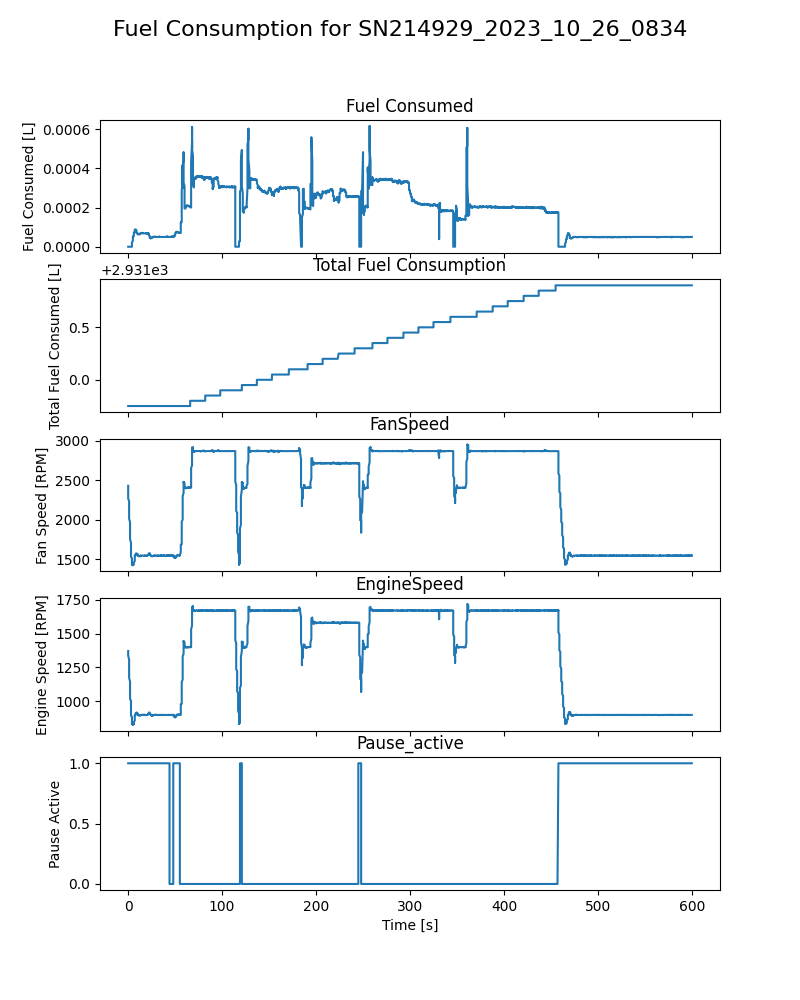 Fuel Consumption for SN214929_2023_10_26_0834
Fuel Consumed
Fuel Consumed [L]
0.0006
0.0004
0.0002
0.0000
Total Fuel Consumption
+2.931e3
Total Fuel Consumed [L]
0.5
0.0
FanSpeed
Fan Speed [RPM]
3000
2500
2000
1500
EngineSpeed
Engine Speed [RPM]
1750
1500
1250
1000
Pause_active
Pause Active
1.0
0.5
0.0
0 100 200 300 400 500 600
Time [s]